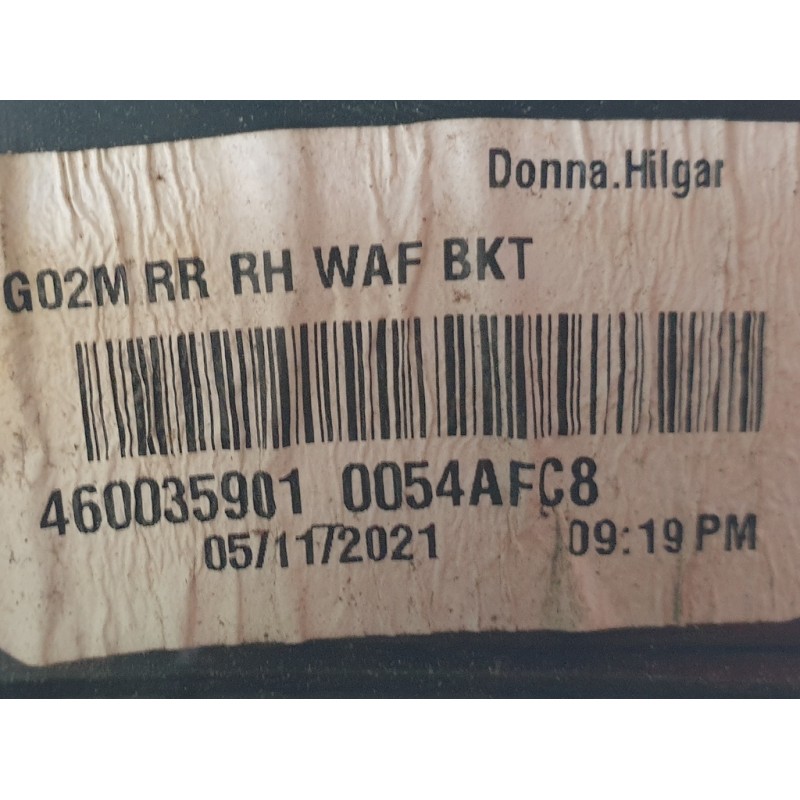 Donna.Hilgar
G02M RR RH WAF BKT
460035901 0054AFC8
05/11/2021 09:19 PM